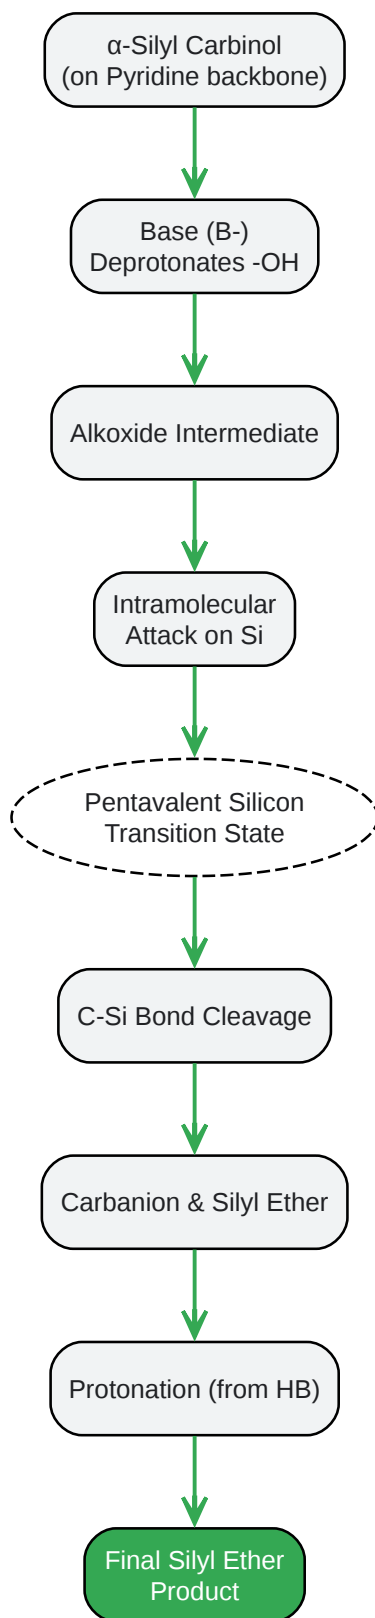 α-Silyl Carbinol
(on Pyridine backbone)
Base (B-)
Deprotonates -OH
Alkoxide Intermediate
Intramolecular
Attack on Si
Pentavalent Silicon
Transition State
C-Si Bond Cleavage
Carbanion & Silyl Ether
Protonation (from HB)
Final Silyl Ether
Product